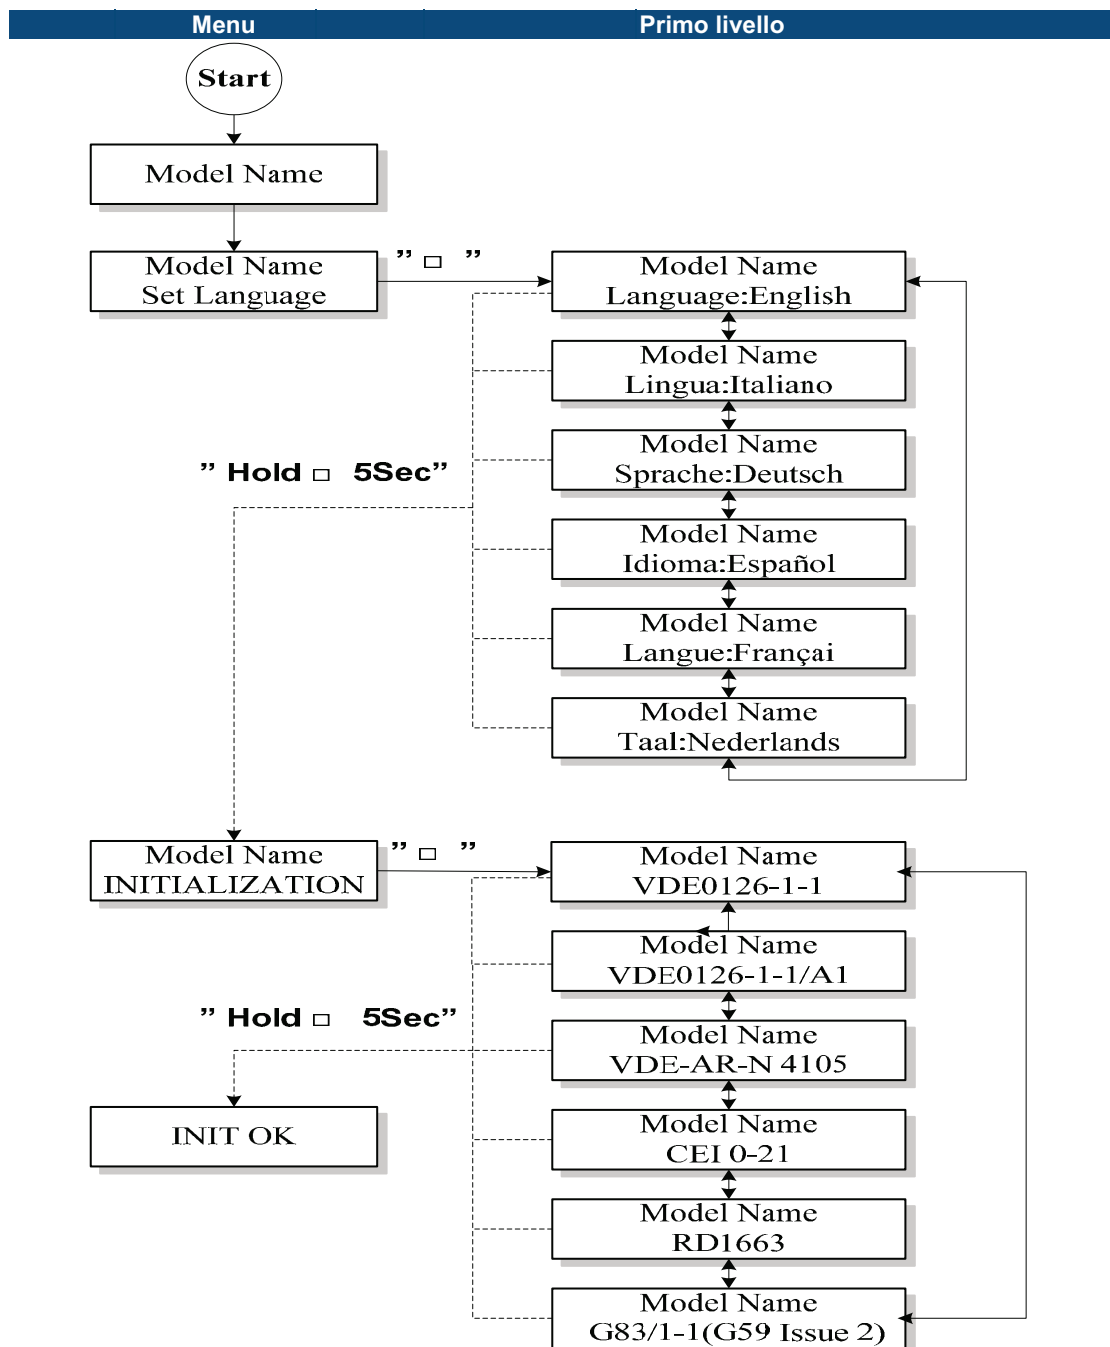 Menu Primo livello
Start
Model Name
Model Name
Set Language
” □ ”
Model Name
Language:English
Model Name
Lingua:Italiano
Model Name
Sprache:Deutsch
” Hold □ 5Sec”
Model Name
Idioma:Español
Model Name
Langue:Françai
Model Name
Taal:Nederlands
Model Name
INITIALIZATION
” □ ”
Model Name
VDE0126-1-1
Model Name
VDE0126-1-1/A1
” Hold □ 5Sec”
Model Name
VDE-AR-N 4105
INIT OK
Model Name
CEI 0-21
Model Name
RD1663
Model Name
G83/1-1(G59 Issue 2)